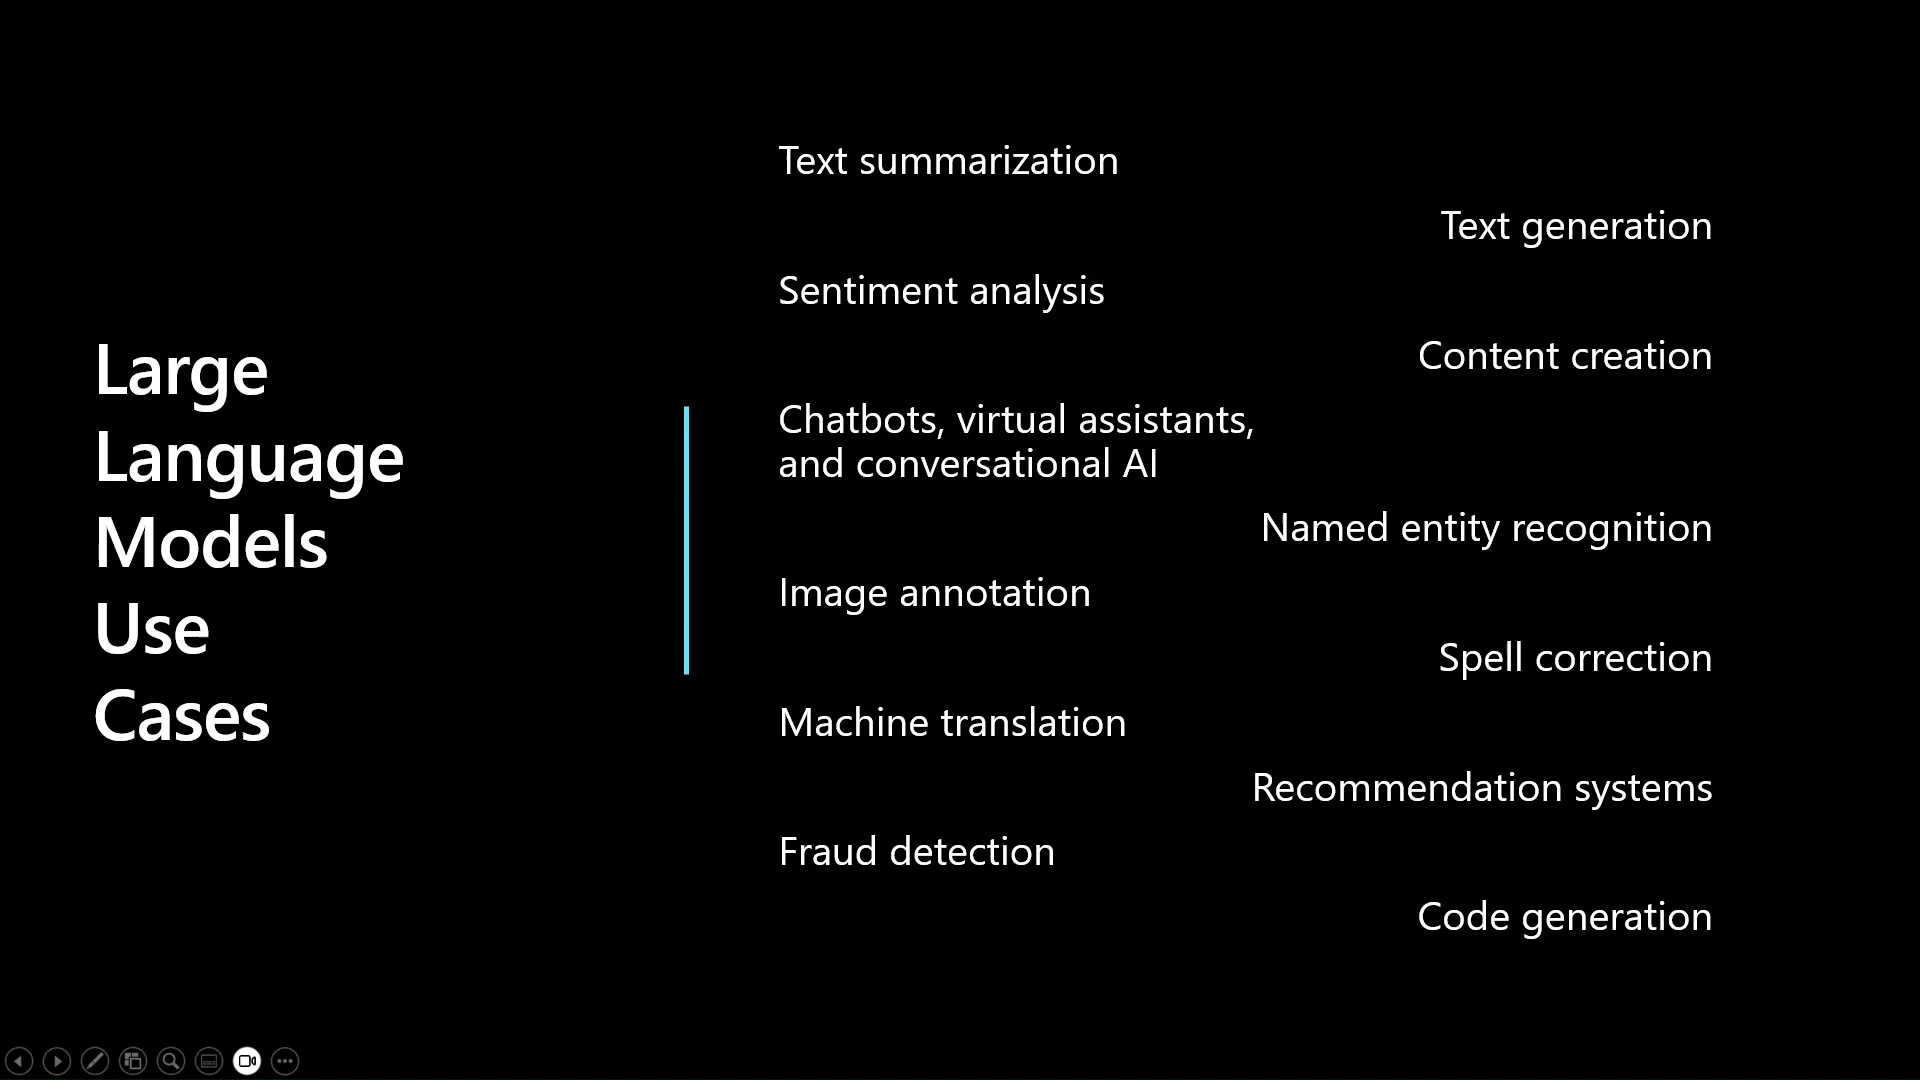 Large
Language
Models
Use
Cases
Text summarization
Text generation
Sentiment analysis
Content creation
Chatbots, virtual assistants,
and conversational AI
Named entity recognition
Image annotation
Spell correction
Machine translation
Recommendation systems
Fraud detection
Code generation